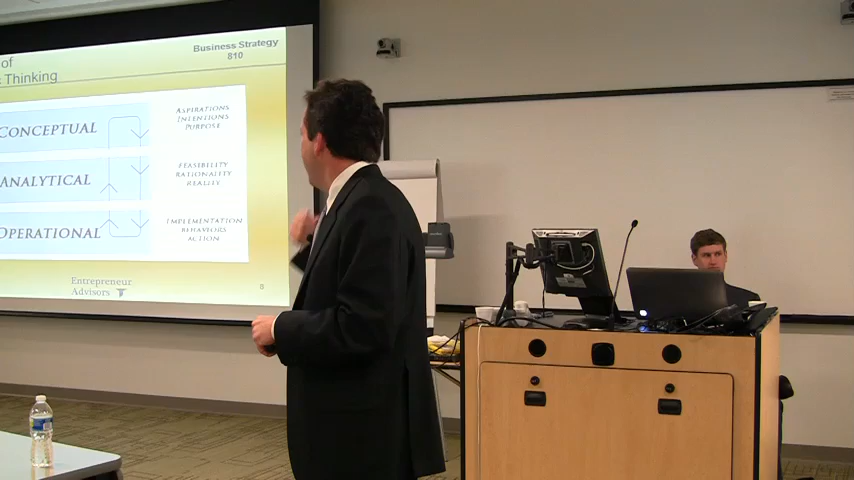 of
Thinking
Business Strategy
810
CONCEPTUAL
ASPIRATIONS
INTENTIONS
PURPOSE
ANALYTICAL
FEASIBILITY
RATIONALITY
REALITY
OPERATIONAL
IMPLEMENTATION
BEHAVIORS
ACTION
Entrepreneur
Advisors
8